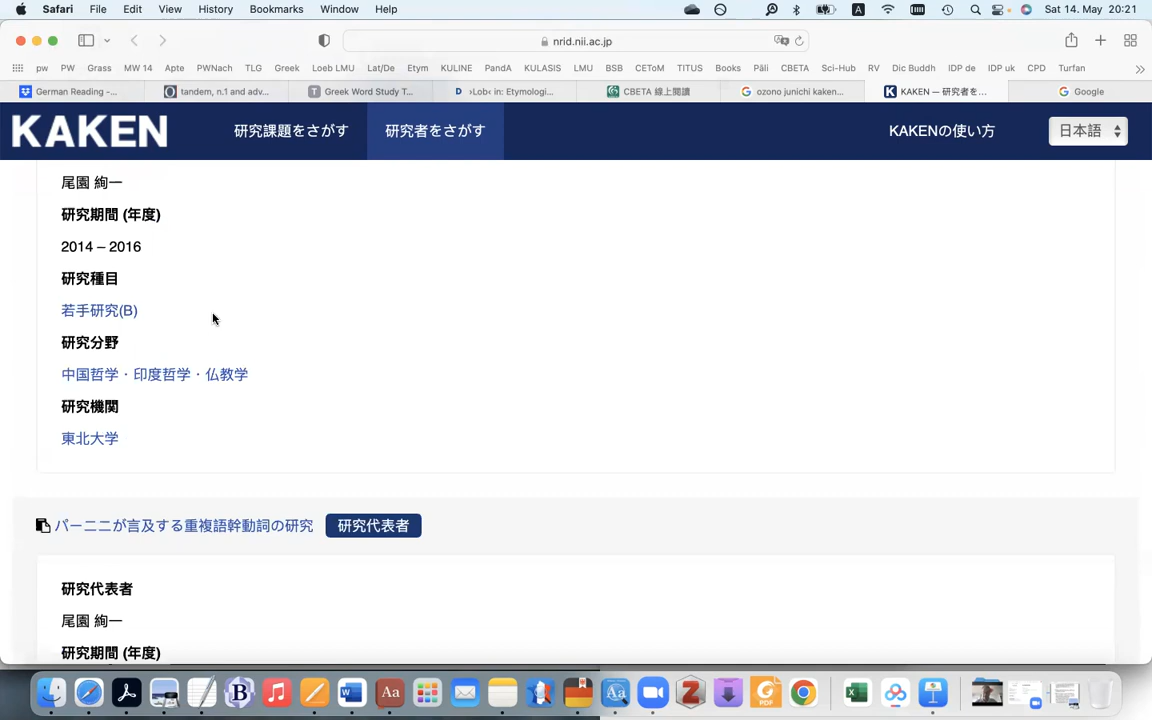 Safari File Edit View History Bookmarks Window Help Sat 14. May 20:21
nrid.nii.ac.jp
pw PW Grass MW 14 Apte PWNach TLG Greek Loeb LMU Lat/De Etym KULINE PandA KULASIS LMU BSB CEToM TITUS Books Pāli CBETA Sci-Hub RV Dic Buddh IDP de IDP uk CPD Turfan
German Reading -... tandem, n.1 and adv... Greek Word Study T... ›Lob‹ in: Etymologi... CBETA 線上閱讀 ozono junichi kaken... KAKEN — 研究者を... Google
KAKEN 研究課題をさがす 研究者をさがす KAKENの使い方 日本語
尾園 絢一
研究期間 (年度)
2014 – 2016
研究種目
若手研究(B)
研究分野
中国哲学・印度哲学・仏教学
研究機関
東北大学
パーニニが言及する重複語幹動詞の研究 研究代表者
研究代表者
尾園 絢一
研究期間 (年度)